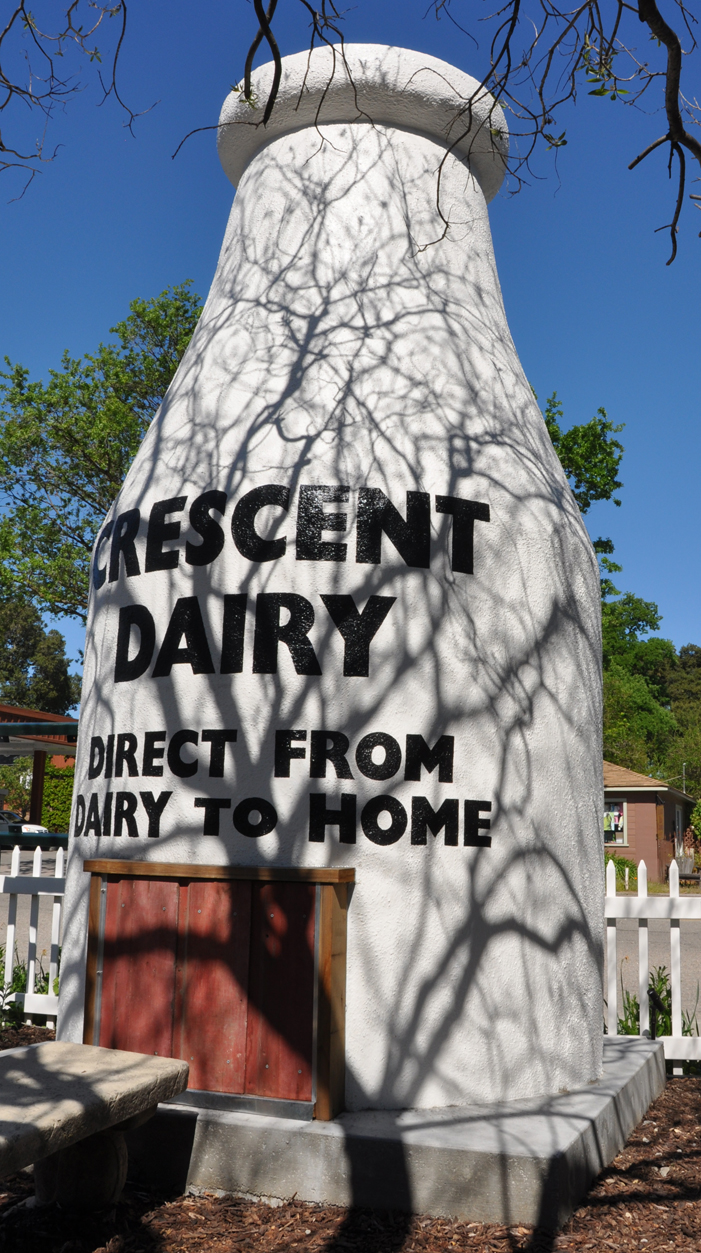 CRESCENT
DAIRY
DIRECT FROM
DAIRY TO HOME